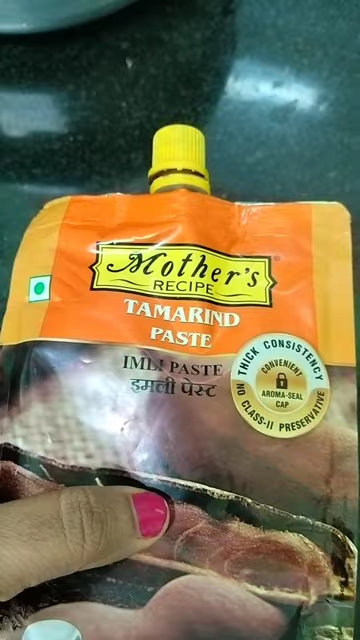 Mother's
RECIPE
TAMARIND
PASTE
IMLI PASTE
इमली पेस्ट
THICK CONSISTENCY
CONVENIENT
AROMA-SEAL
CAP
NO CLASS-II PRESERVATIVE